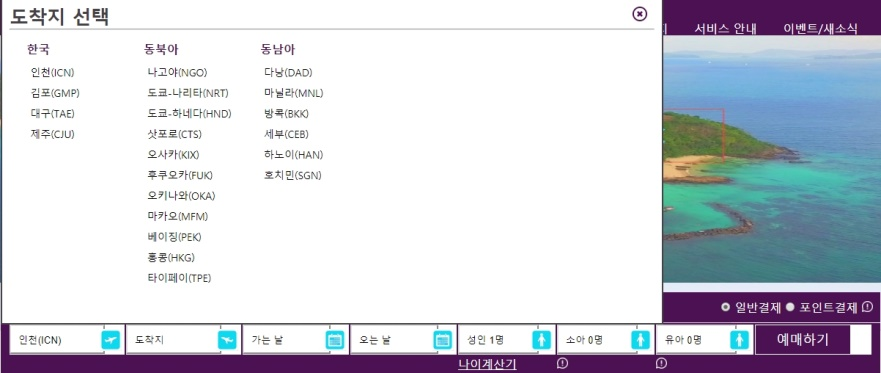 도착지 선택
서비스 안내
이벤트/새소식
한국
인천(ICN)
김포(GMP)
대구(TAE)
제주(CJU)
동북아
나고야(NGO)
도쿄-나리타(NRT)
도쿄-하네다(HND)
삿포로(CTS)
오사카(KIX)
후쿠오카(FUK)
오키나와(OKA)
마카오(MFM)
베이징(PEK)
홍콩(HKG)
타이페이(TPE)
동남아
다낭(DAD)
마닐라(MNL)
방콕(BKK)
세부(CEB)
하노이(HAN)
호치민(SGN)
일반결제 포인트결제
인천(ICN)
도착지
가는 날
오는 날
성인 1명
소아 0명
유아 0명
예매하기
나이계산기